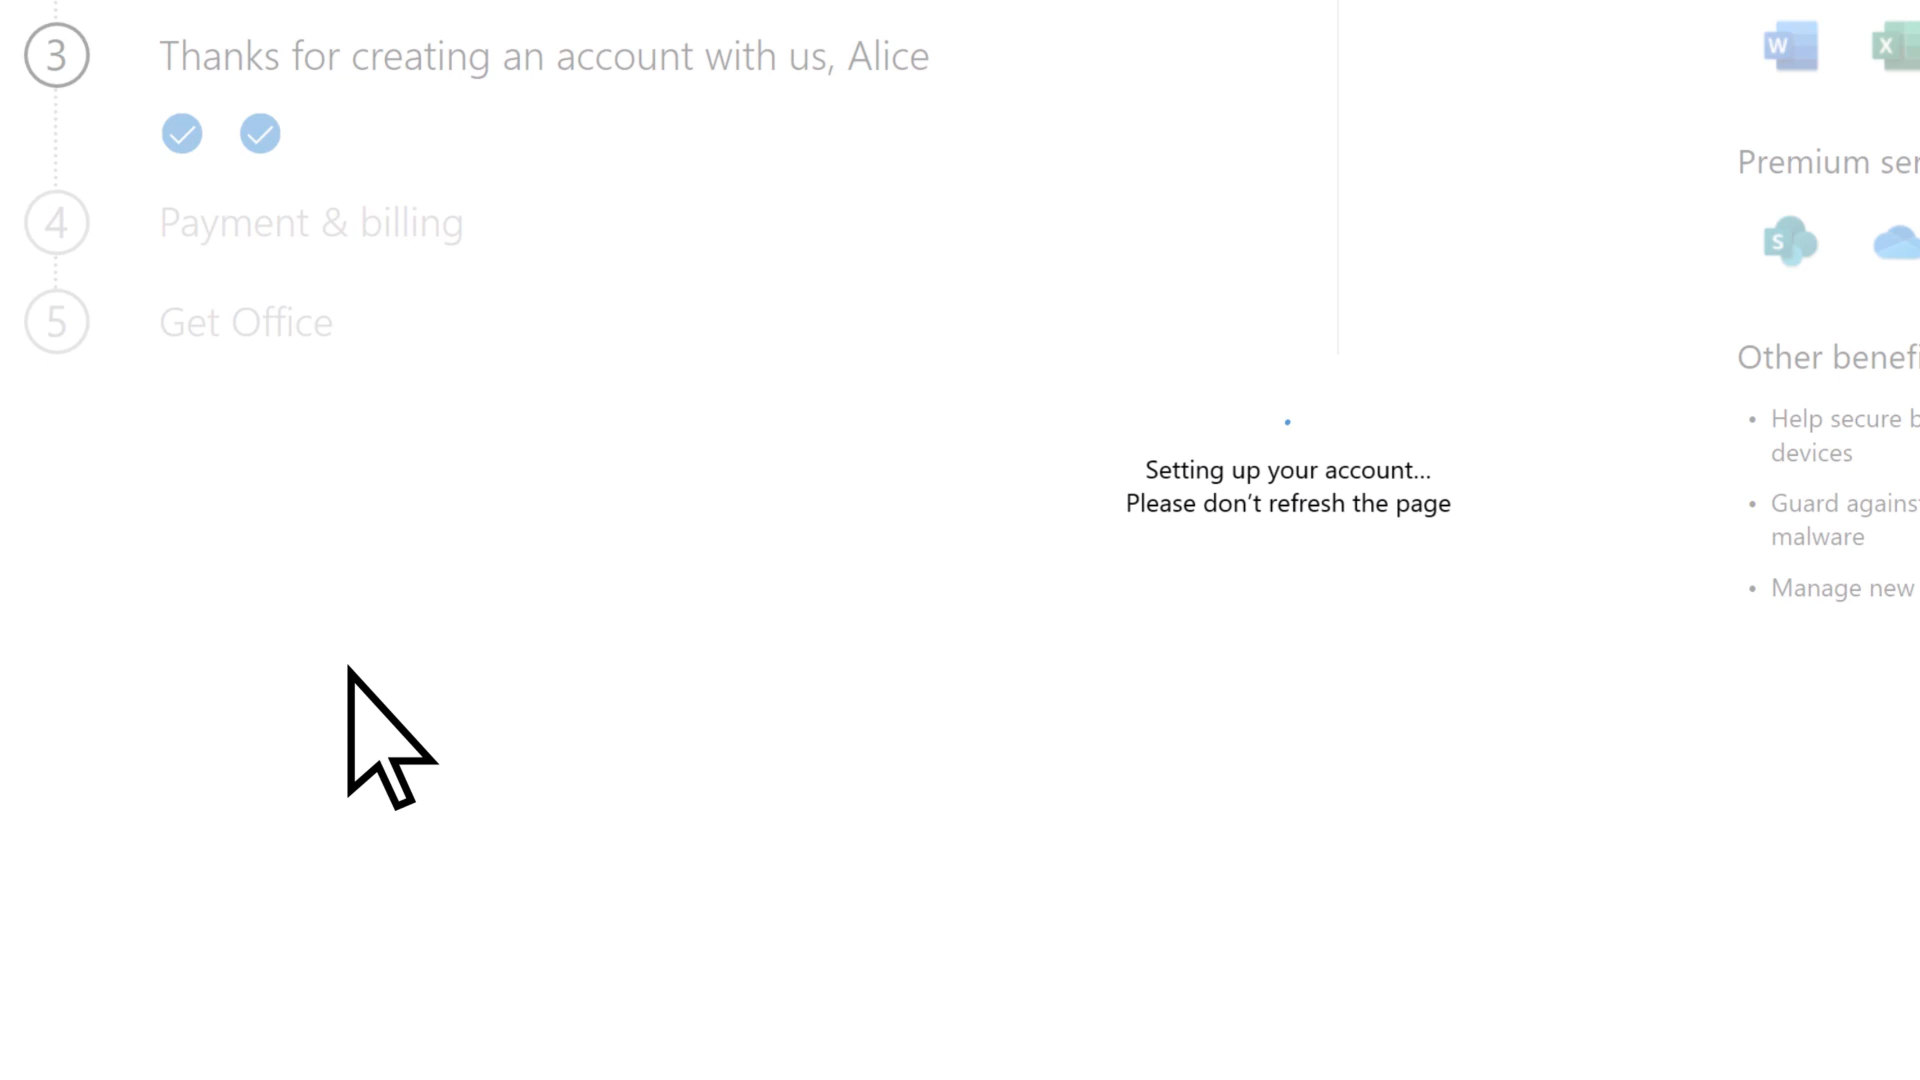 3
Thanks for creating an account with us, Alice
4
Payment & billing
5
Get Office
Setting up your account...
Please don't refresh the page
W
X
Premium ser
S
Other benefi
• Help secure b
devices
• Guard against
malware
• Manage new